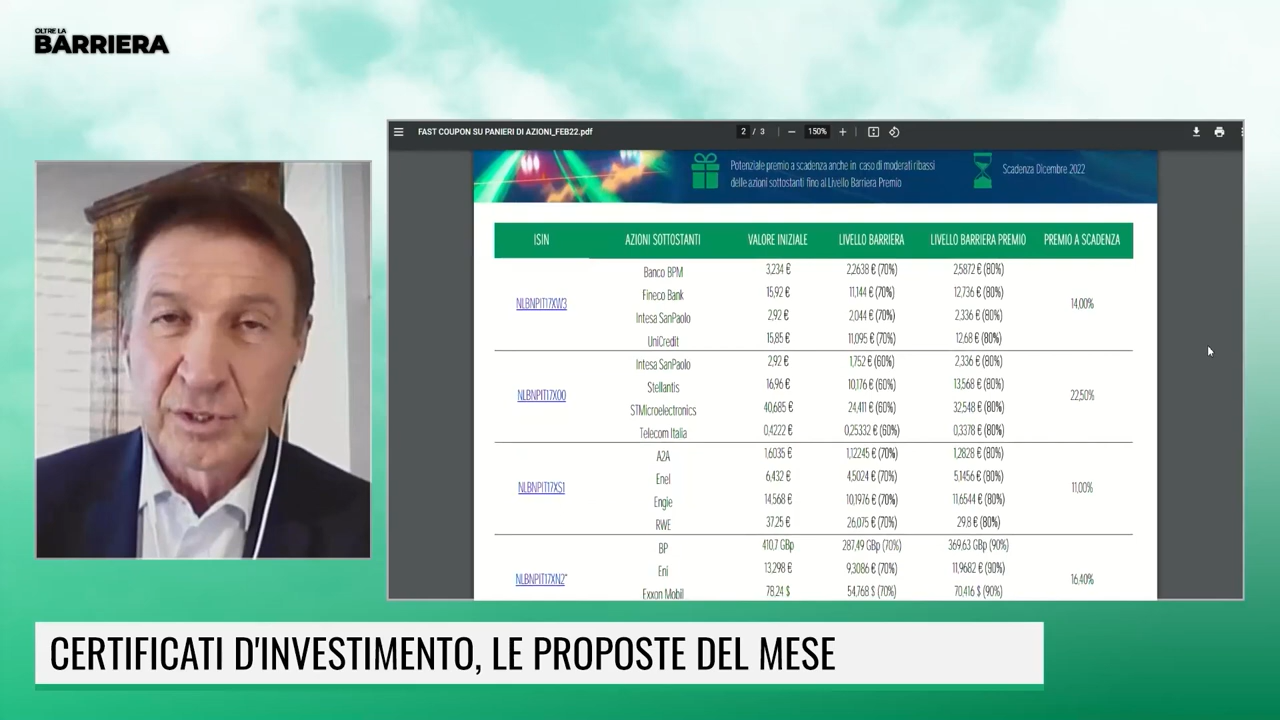 OLTRE LA
BARRIERA
FAST COUPON SU PANIERI DI AZIONI_FEB22.pdf
2 / 3
150%
Potenziale premio a scadenza anche in caso di moderati ribassi
delle azioni sottostanti fino al Livello Barriera Premio
Scadenza Dicembre 2022
ISIN AZIONI SOTTOSTANTI VALORE INIZIALE LIVELLO BARRIERA LIVELLO BARRIERA PREMIO PREMIO A SCADENZA
Banco BPM 3,234 € 2,2638 € (70%) 2,5872 € (80%)
Fineco Bank 15,92 € 11,144 € (70%) 12,736 € (80%)
NLBNPIT17XW3 14,00%
Intesa SanPaolo 2,92 € 2,044 € (70%) 2,336 € (80%)
UniCredit 15,85 € 11,095 € (70%) 12,68 € (80%)
Intesa SanPaolo 2,92 € 1,752 € (60%) 2,336 € (80%)
Stellantis 16,96 € 10,176 € (60%) 13,568 € (80%)
NLBNPIT17XO0 22,50%
STMicroelectronics 40,685 € 24,411 € (60%) 32,548 € (80%)
Telecom Italia 0,4222 € 0,25332 € (60%) 0,3378 € (80%)
A2A 1,6035 € 1,12245 € (70%) 1,2828 € (80%)
Enel 6,432 € 4,5024 € (70%) 5,1456 € (80%)
NLBNPIT17XS1 11,00%
Engie 14,568 € 10,1976 € (70%) 11,6544 € (80%)
RWE 37,25 € 26,075 € (70%) 29,8 € (80%)
BP 410,7 GBp 287,49 GBp (70%) 369,63 GBp (90%)
Eni 13,298 € 9,3086 € (70%) 11,9682 € (90%)
NLBNPIT17XN2* 16,40%
Exxon Mobil 78,24 $ 54,768 $ (70%) 70,416 $ (90%)
CERTIFICATI D'INVESTIMENTO, LE PROPOSTE DEL MESE